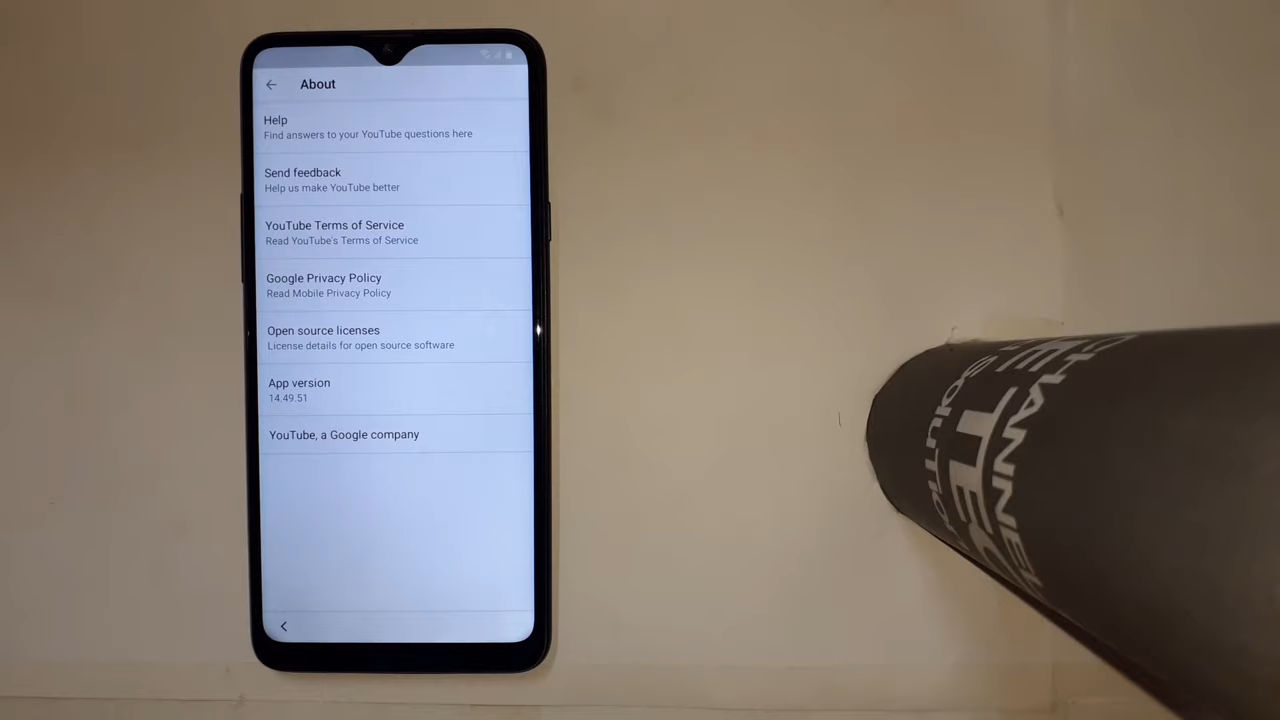 About
Help
Find answers to your YouTube questions here
Send feedback
Help us make YouTube better
YouTube Terms of Service
Read YouTube's Terms of Service
Google Privacy Policy
Read Mobile Privacy Policy
Open source licenses
License details for open source software
App version
14.49.51
YouTube, a Google company
CHANNEL